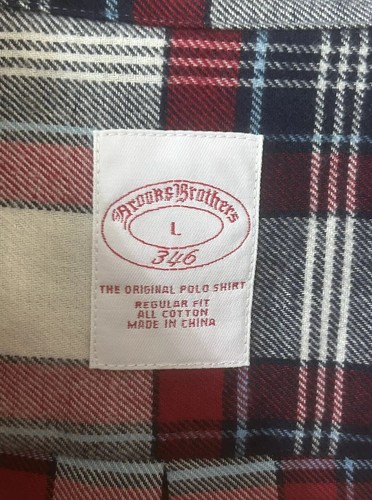 Brooks Brothers
L
346
THE ORIGINAL POLO SHIRT
REGULAR FIT
ALL COTTON
MADE IN CHINA